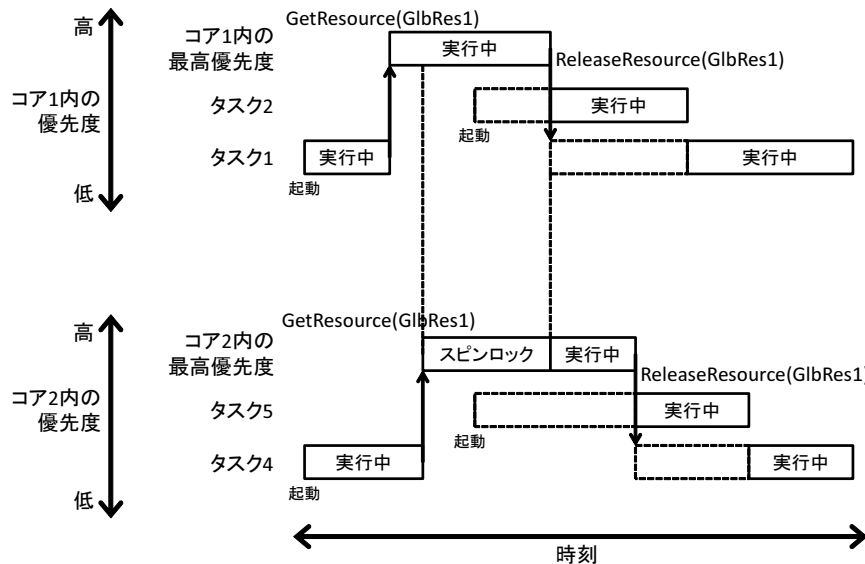 GetResource(GlbRes1)
高
コア1内の
最高優先度
実行中
ReleaseResource(GlbRes1)
コア1内の
優先度
タスク2
実行中
起動
タスク1
実行中
実行中
低
起動
GetResource(GlbRes1)
高
コア2内の
最高優先度
スピンロック
実行中
ReleaseResource(GlbRes1)
コア2内の
優先度
タスク5
実行中
起動
タスク4
実行中
実行中
低
起動
時刻